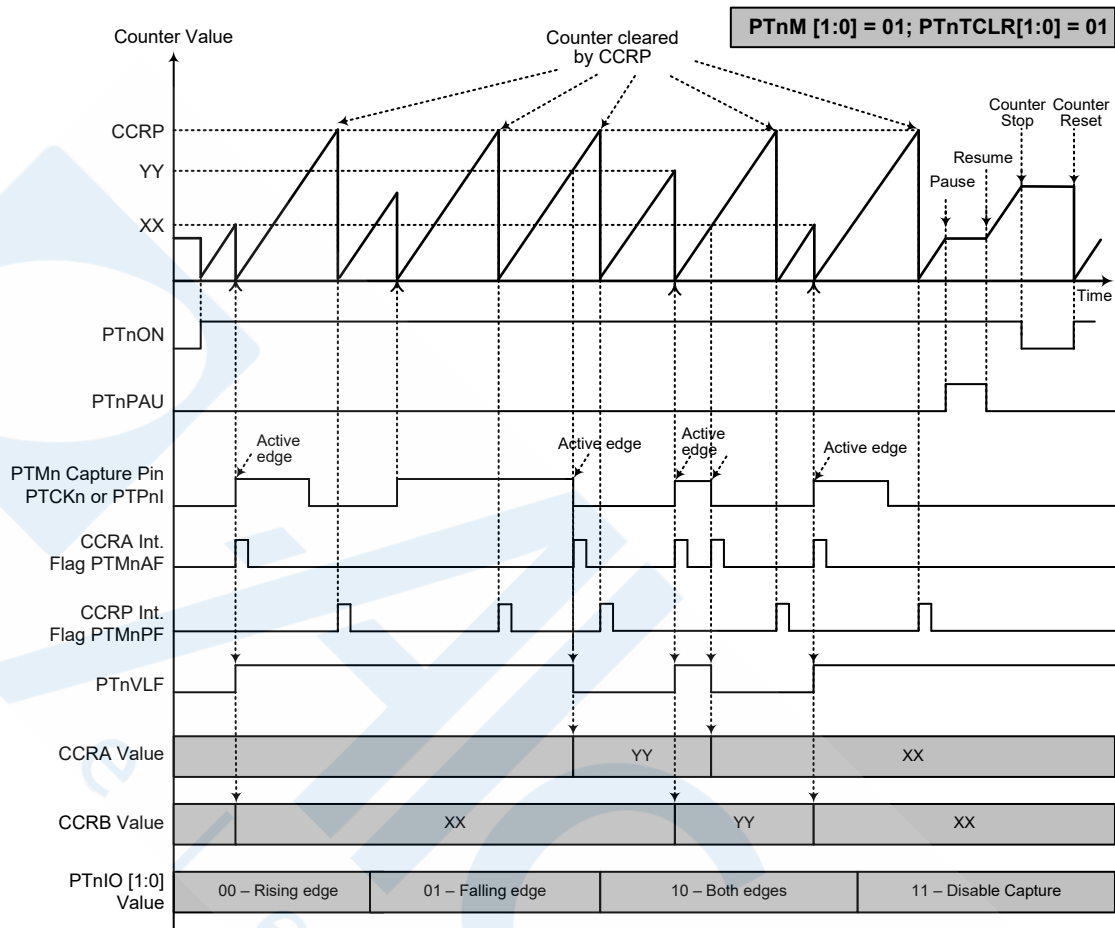 PTnM [1:0] = 01; PTnTCLR[1:0] = 01
Counter Value
Counter cleared
by CCRP
Counter
Stop
Counter
Reset
CCRP
YY
Resume
Pause
XX
Time
PTnON
PTnPAU
Active
edge
Active edge
Active
edge
Active edge
PTMn Capture Pin
PTCKn or PTPnI
CCRA Int.
Flag PTMnAF
CCRP Int.
Flag PTMnPF
PTnVLF
CCRA Value
YY
XX
CCRB Value
XX
YY
XX
PTnIO [1:0]
Value
00 – Rising edge
01 – Falling edge
10 – Both edges
11 – Disable Capture